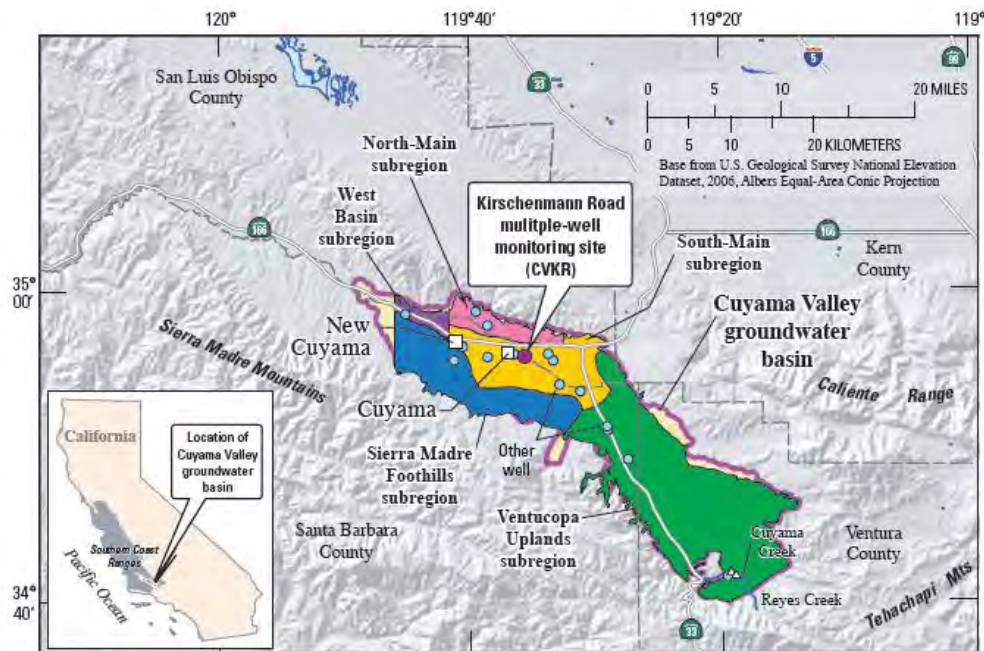 120°
119°40'
119°20'
119°
San Luis Obispo
County
33
5
99
0
5
10
20 MILES
0
5
10
20 KILOMETERS
Base from U.S. Geological Survey National Elevation
Dataset, 2006, Albers Equal-Area Conic Projection
North-Main
subregion
West
Basin
subregion
Kirschenmann Road
mulitple-well
monitoring site
(CVKR)
South-Main
subregion
166
166
Kern
County
35°
00'
New
Cuyama
Cuyama Valley
groundwater
basin
Sierra Madre Mountains
Caliente Range
Cuyama
California
Location of
Cuyama Valley
groundwater
basin
Sierra Madre
Foothills
subregion
Other
well
Santa Barbara
County
Ventucopa
Uplands
subregion
Cuyama
Creek
Ventura
County
Southern Coast
Ranges
Pacific Ocean
34°
40'
Reyes Creek
Tehachapi Mts
33